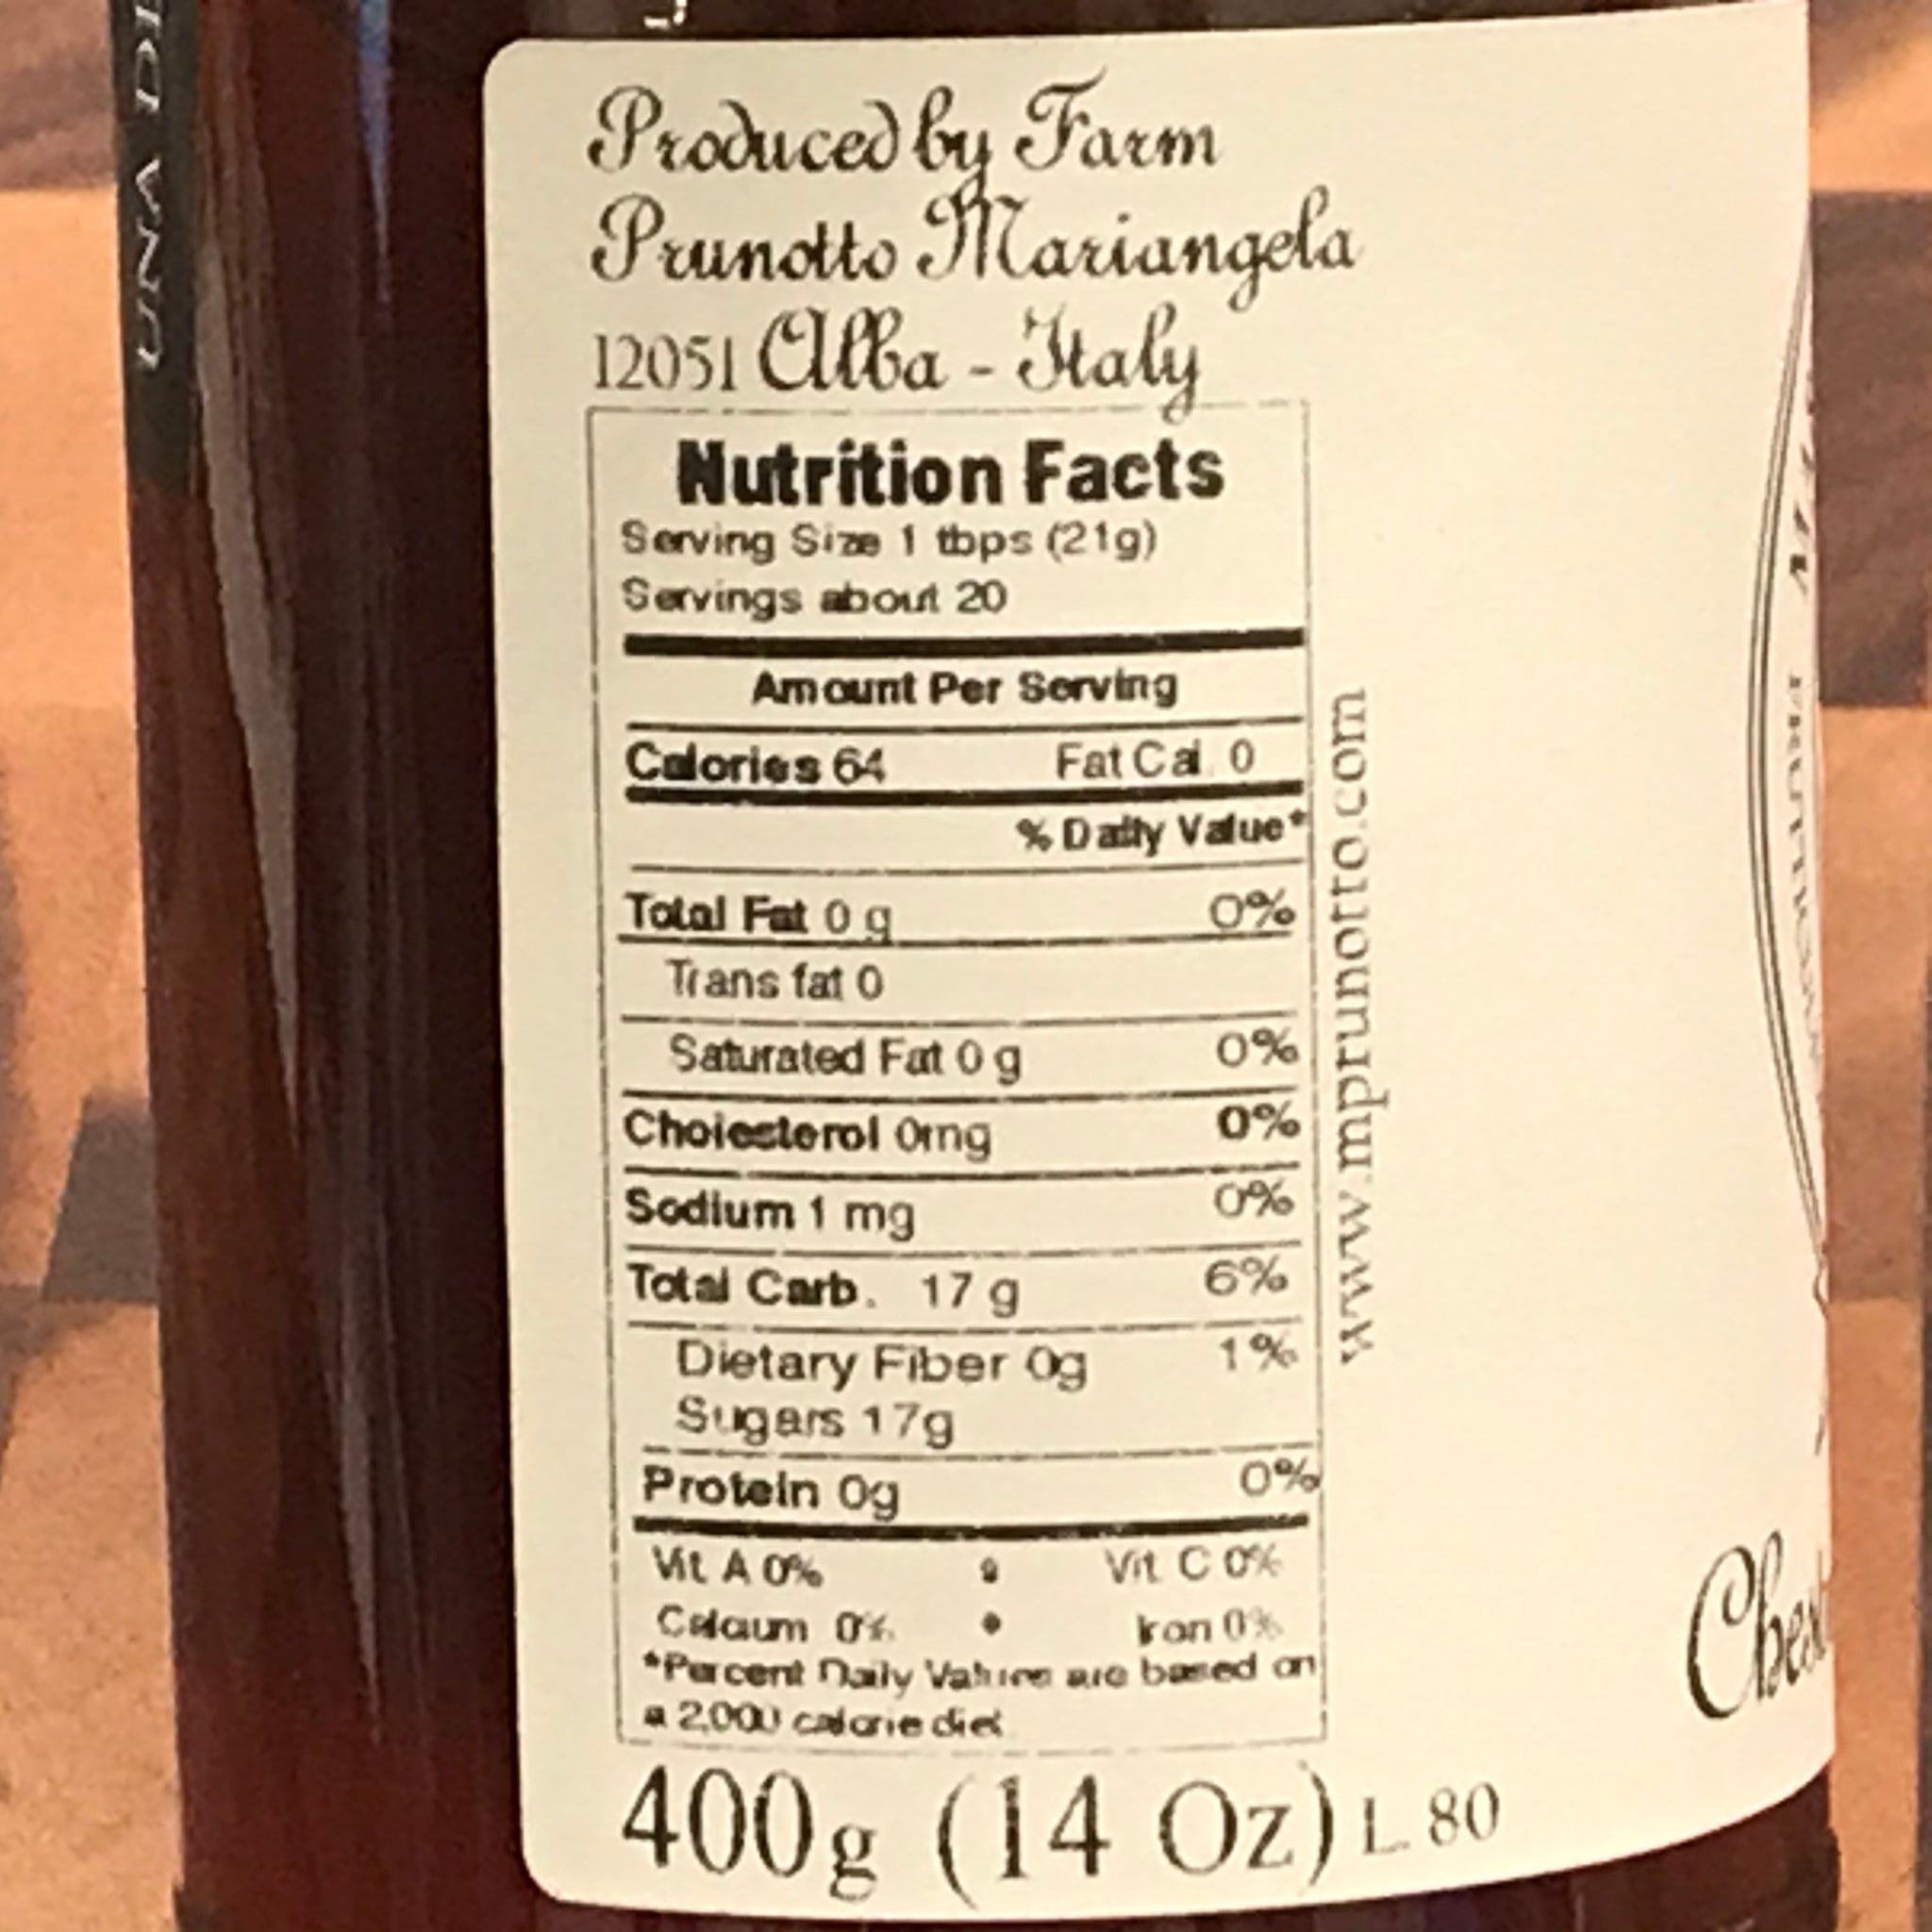 Produced by Farm
Prunotto Mariangela
12051 Alba - Italy
Nutrition Facts
Serving Size 1 tbps (21g)
Servings about 20
Amount Per Serving
Calories 64 Fat Cal. 0
% Daily Value*
Total Fat 0 g 0%
Trans fat 0
Saturated Fat 0 g 0%
Cholesterol 0mg 0%
Sodium 1 mg 0%
Total Carb. 17 g 6%
Dietary Fiber 0g 1%
Sugars 17g
Protein 0g 0%
Vit. A 0% • Vit. C 0%
Calcium 0% • Iron 0%
*Percent Daily Values are based on
a 2,000 calorie diet
400g (14 Oz) L. 80
www.mprunotto.com